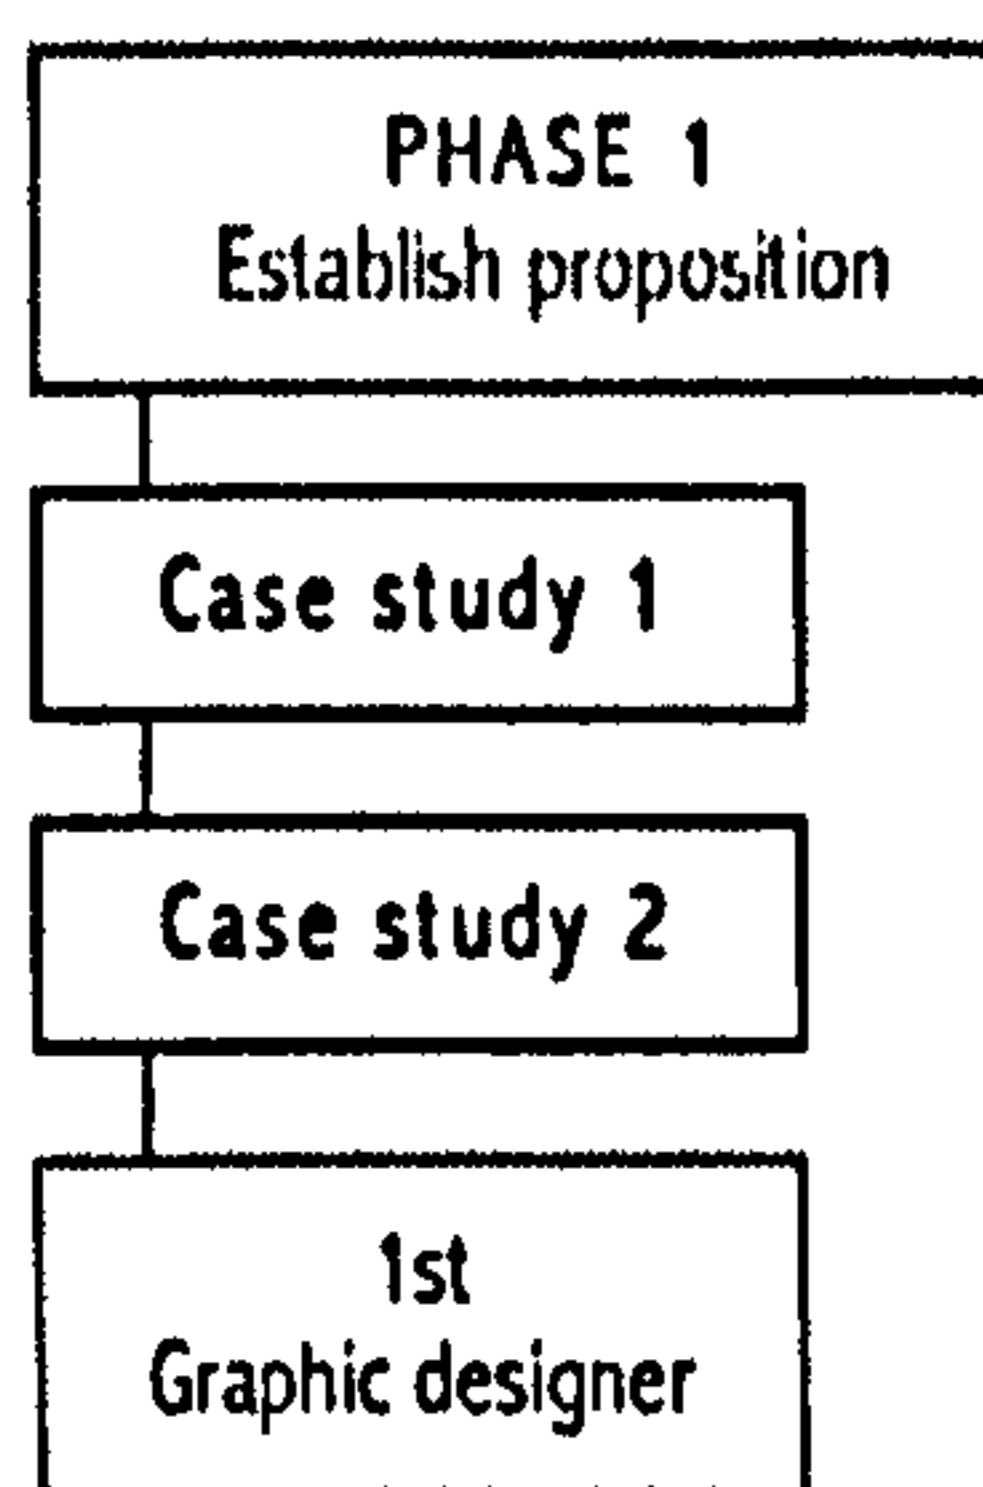 PHASE 1
Establish proposition
Case study 1
Case study 2
1st
Graphic designer